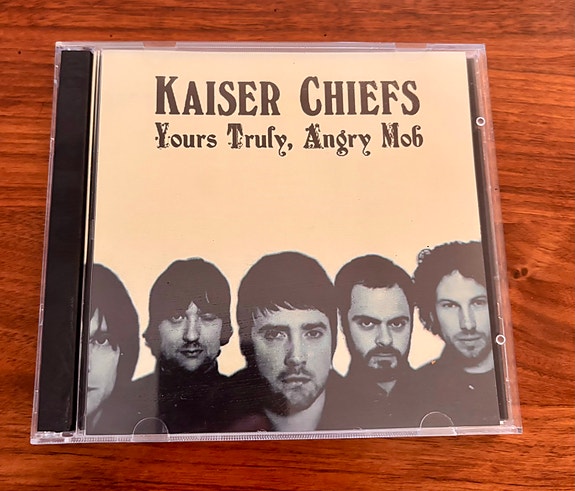 KAISER CHIEFS
Yours Truly, Angry Mob